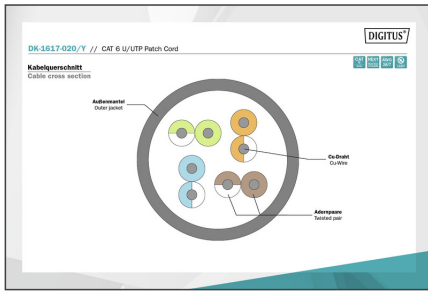 DIGITUS®
DK-1617-020/Y // CAT 6 U/UTP Patch Cord
Kabelquerschnitt
Cable cross section
Außenmantel
Outer jacket
Cu-Draht
Cu-Wire
Adernpaare
Twisted pair